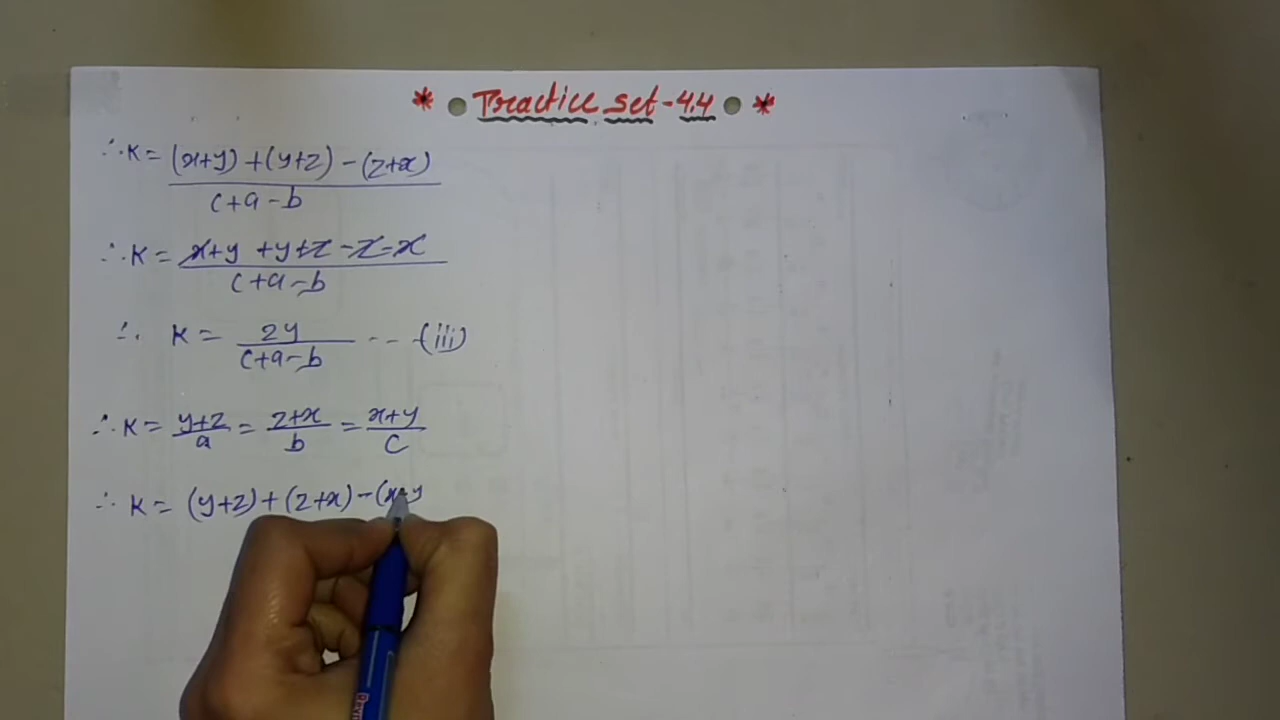 * Practice set-4.4 *
∴ K = (x+y)+(y+z)-(z+x)
c+a-b
∴ K = x+y+y+z-z-x
c+a-b
∴ K = 2y / c+a-b --- (iii)
∴ K = y+z / a = z+x / b = x+y / c
∴ K = (y+z)+(z+x)-(x+y